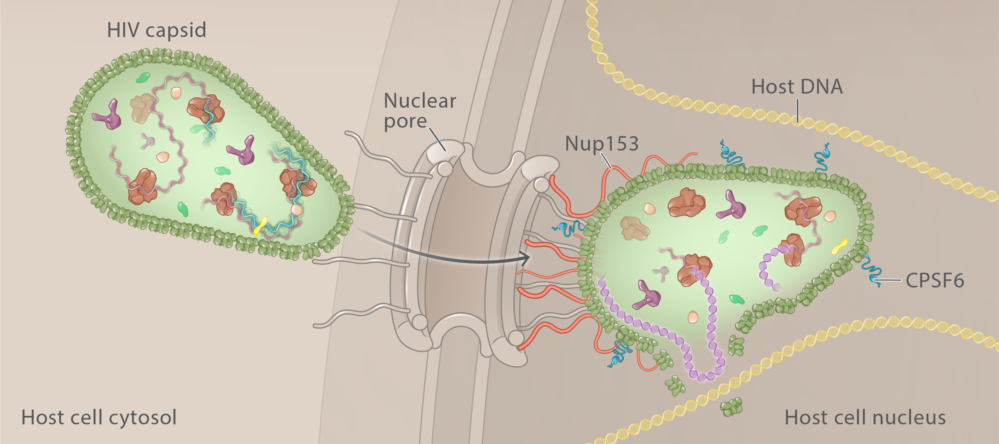 HIV capsid
Nuclear
pore
Nup153
Host DNA
CPSF6
Host cell cytosol
Host cell nucleus